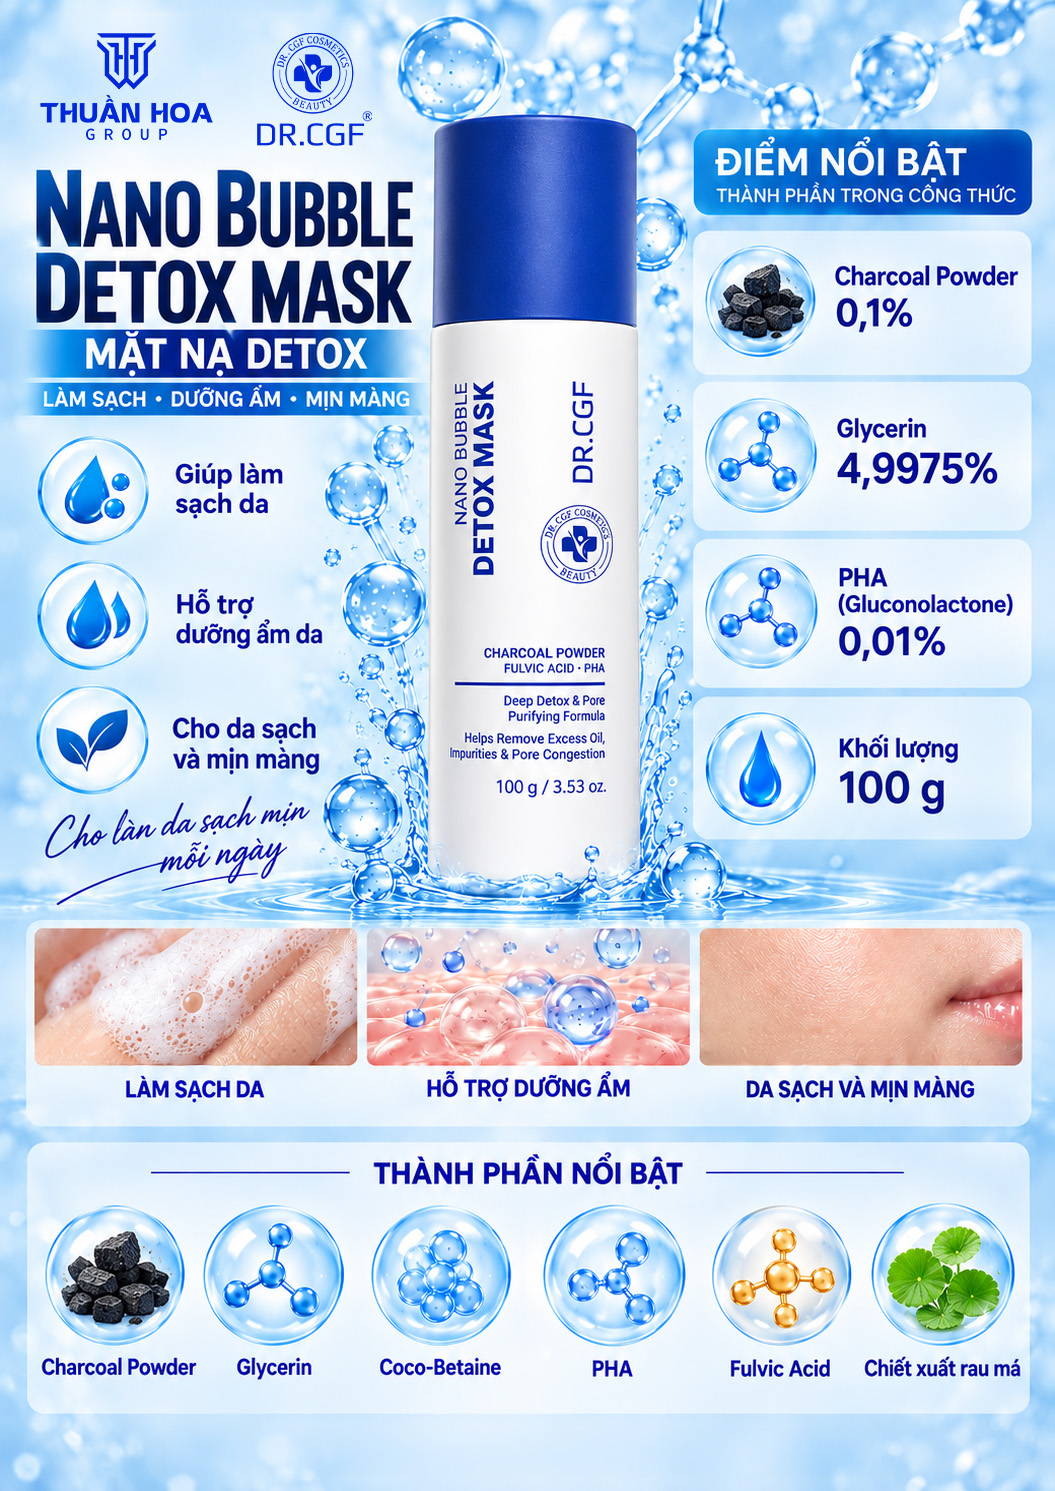 THUẦN HOA
GROUP
DR. CGF COSMETICS
BEAUTY
DR.CGF®
NANO BUBBLE
DETOX MASK
MẶT NẠ DETOX
LÀM SẠCH • DƯỠNG ẨM • MỊN MÀNG
Giúp làm
sạch da
Hỗ trợ
dưỡng ẩm da
Cho da sạch
và mịn màng
Cho làn da sạch mịn
mỗi ngày
NANO BUBBLE
DETOX MASK
DR.CGF
DR. CGF COSMETICS
BEAUTY
CHARCOAL POWDER
FULVIC ACID · PHA
Deep Detox & Pore
Purifying Formula
Helps Remove Excess Oil,
Impurities & Pore Congestion
100 g / 3.53 oz.
ĐIỂM NỔI BẬT
THÀNH PHẦN TRONG CÔNG THỨC
Charcoal Powder
0,1%
Glycerin
4,9975%
PHA
(Gluconolactone)
0,01%
Khối lượng
100 g
LÀM SẠCH DA
HỖ TRỢ DƯỠNG ẨM
DA SẠCH VÀ MỊN MÀNG
THÀNH PHẦN NỔI BẬT
Charcoal Powder
Glycerin
Coco-Betaine
PHA
Fulvic Acid
Chiết xuất rau má